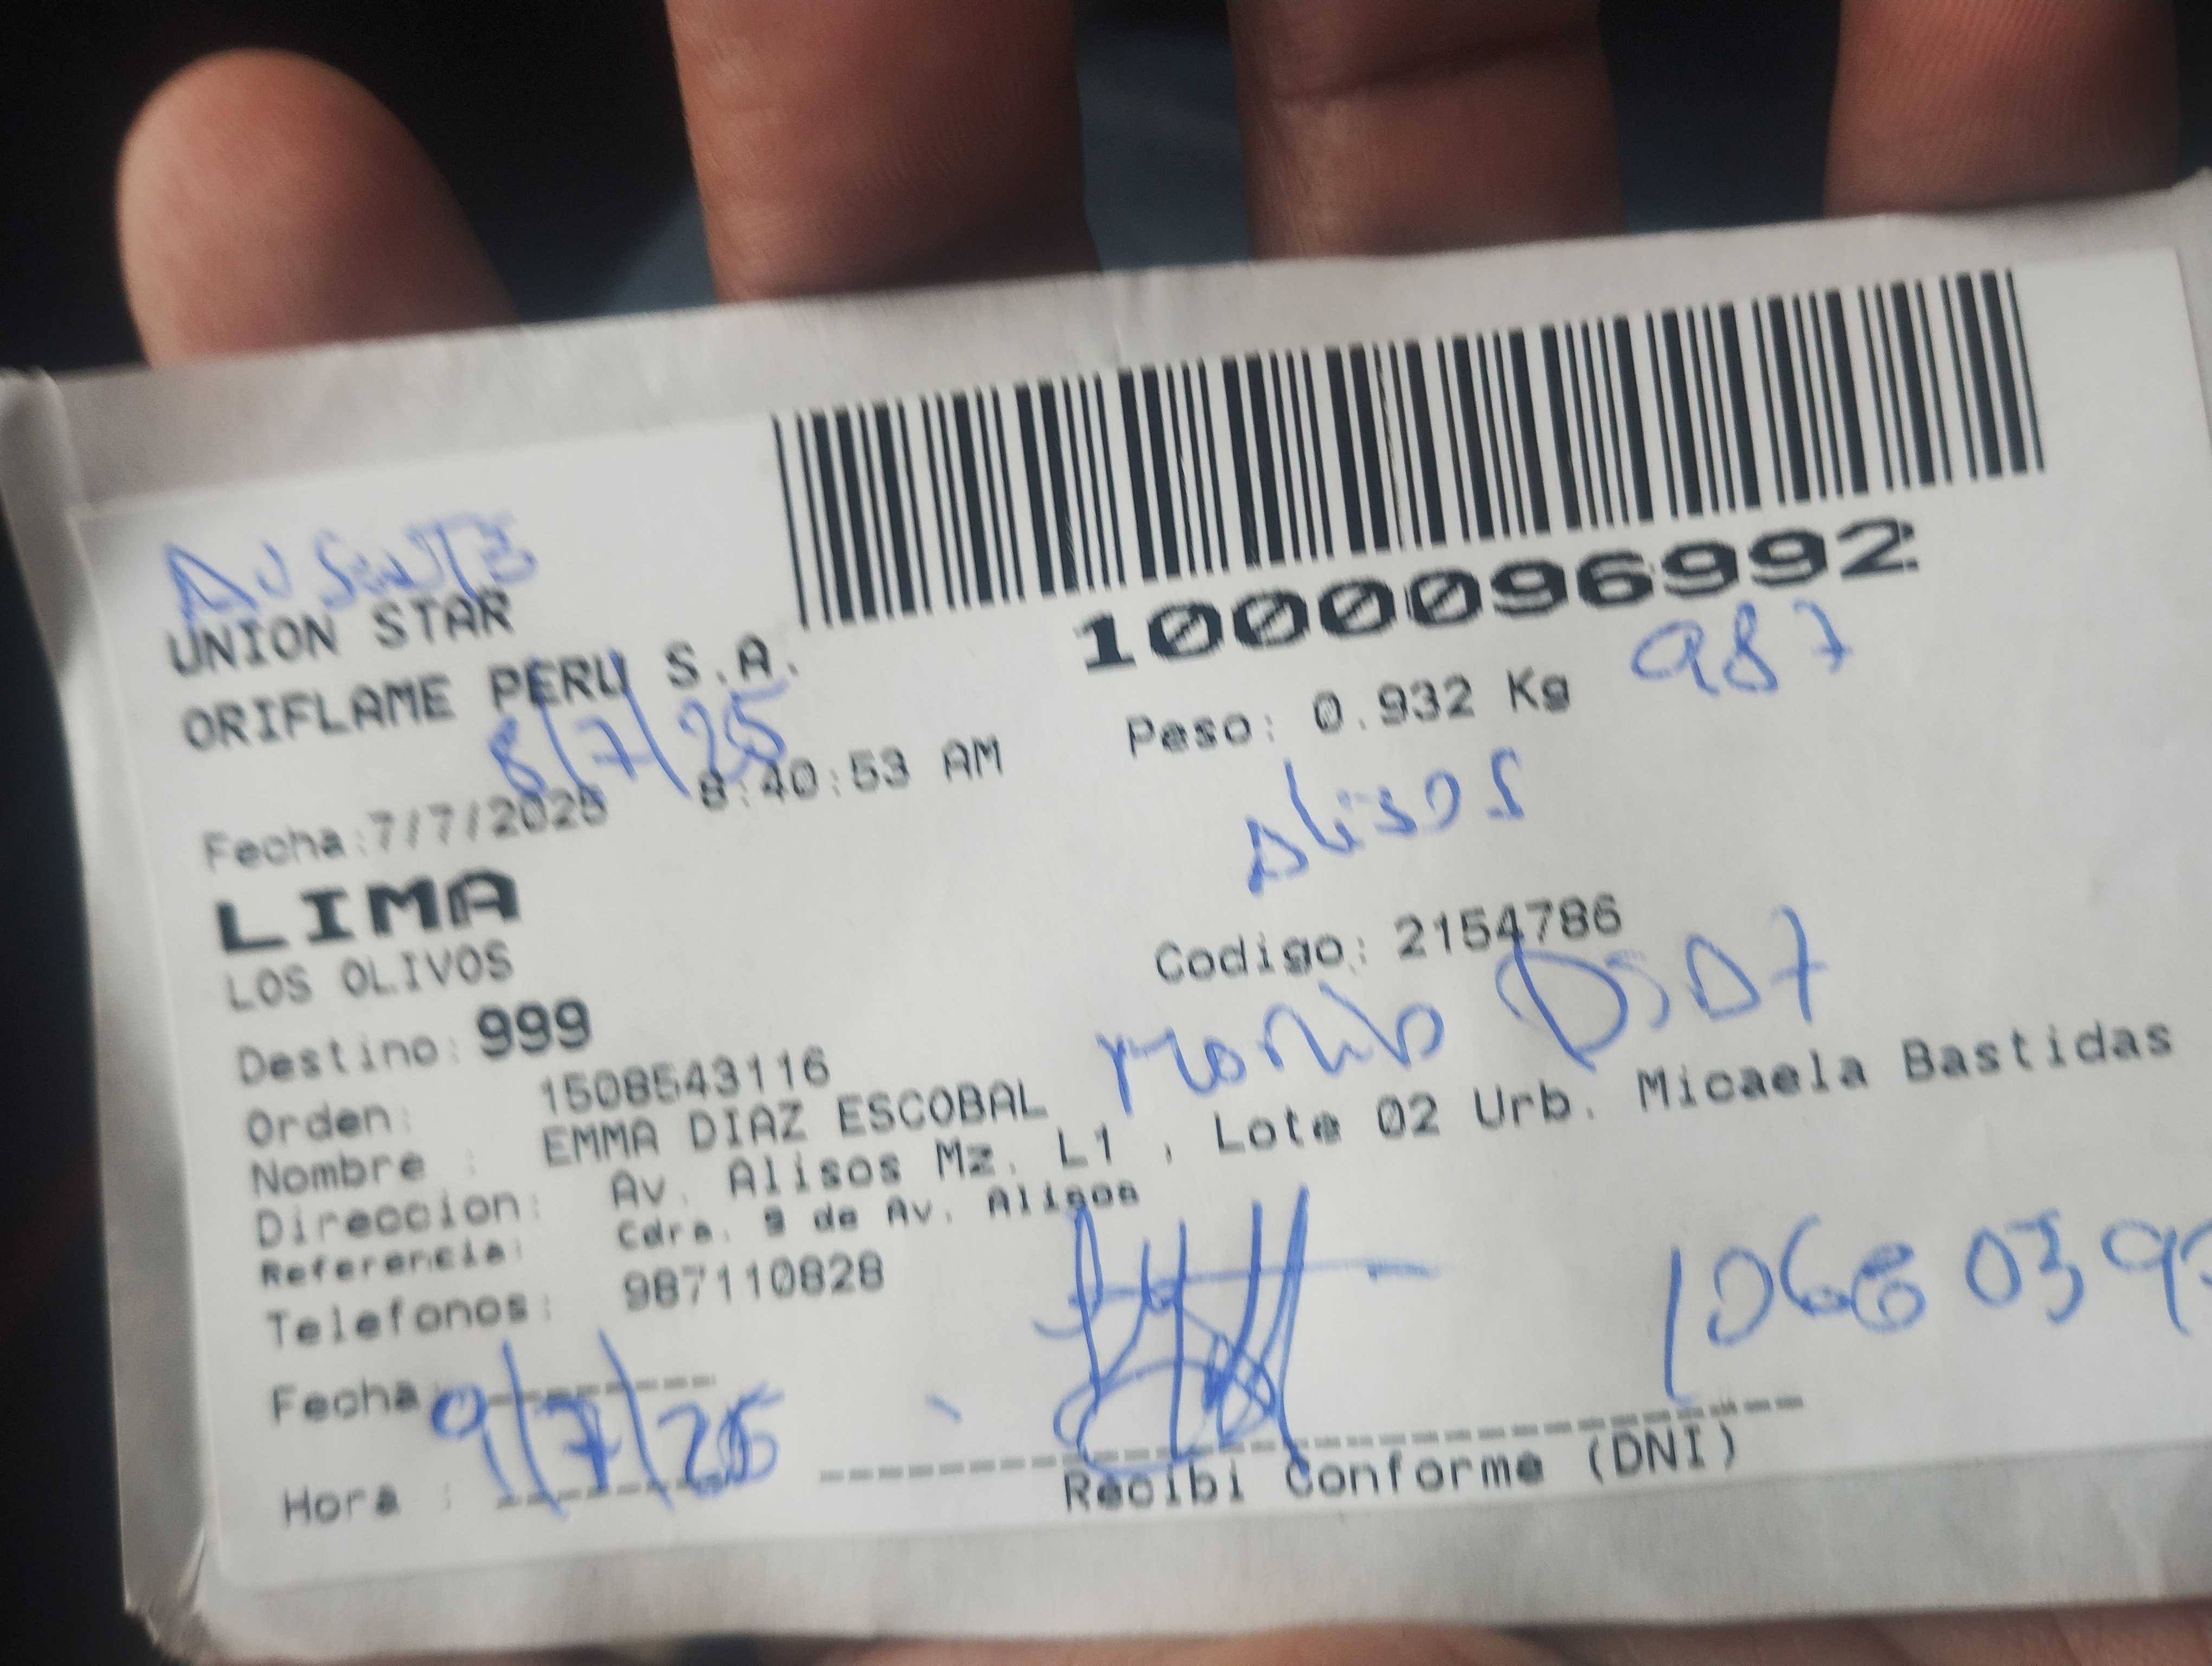 AUSENTE
UNION STAR
ORIFLAME PERU S.A.
8/7/25
Fecha:7/7/2025 8:40:53 AM
1000096992
Peso: 0.932 Kg
987
Alisos
LIMA
LOS OLIVOS
Codigo: 2154786
Destino: 999
Orden: 1508543116
Nombre : EMMA DIAZ ESCOBAL
Direccion: Av. Alisos Mz. L1 , Lote 02 Urb. Micaela Bastidas
Referencia: Cdra. 9 de Av. Alisos
Telefonos: 987110828
1066039
Fecha: 9/7/25
Hora :
Recibi Conforme (DNI)